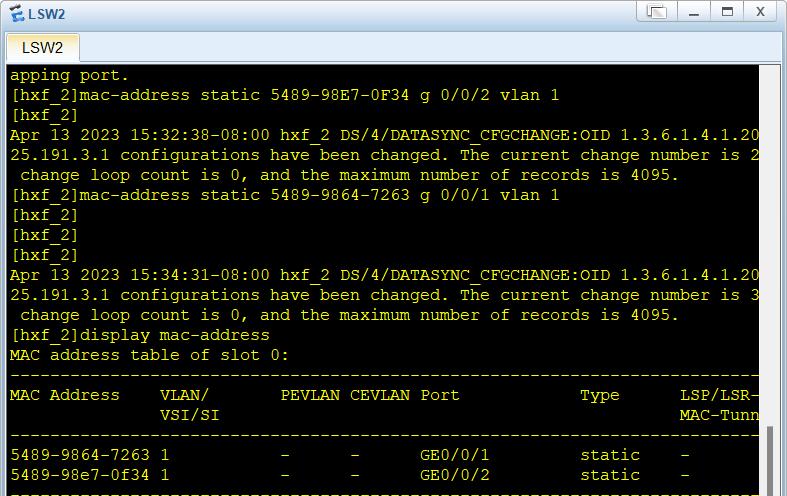 LSW2
X
LSW2
apping port.
[hxf_2]mac-address static 5489-98E7-0F34 g 0/0/2 vlan 1
[hxf_2]
Apr 13 2023 15:32:38-08:00 hxf_2 DS/4/DATASYNC_CFGCHANGE:OID 1.3.6.1.4.1.20
25.191.3.1 configurations have been changed. The current change number is 2
change loop count is 0, and the maximum number of records is 4095.
[hxf_2]mac-address static 5489-9864-7263 g 0/0/1 vlan 1
[hxf_2]
[hxf_2]
[hxf_2]
Apr 13 2023 15:34:31-08:00 hxf_2 DS/4/DATASYNC_CFGCHANGE:OID 1.3.6.1.4.1.20
25.191.3.1 configurations have been changed. The current change number is 3
change loop count is 0, and the maximum number of records is 4095.
[hxf_2]display mac-address
MAC address table of slot 0:
-------------------------------------------------------------------------------
MAC Address    VLAN/       PEVLAN CEVLAN Port            Type      LSP/LSR-
               VSI/SI                                              MAC-Tunn
-------------------------------------------------------------------------------
5489-9864-7263 1           -      -      GE0/0/1         static    -
5489-98e7-0f34 1           -      -      GE0/0/2         static    -
-------------------------------------------------------------------------------